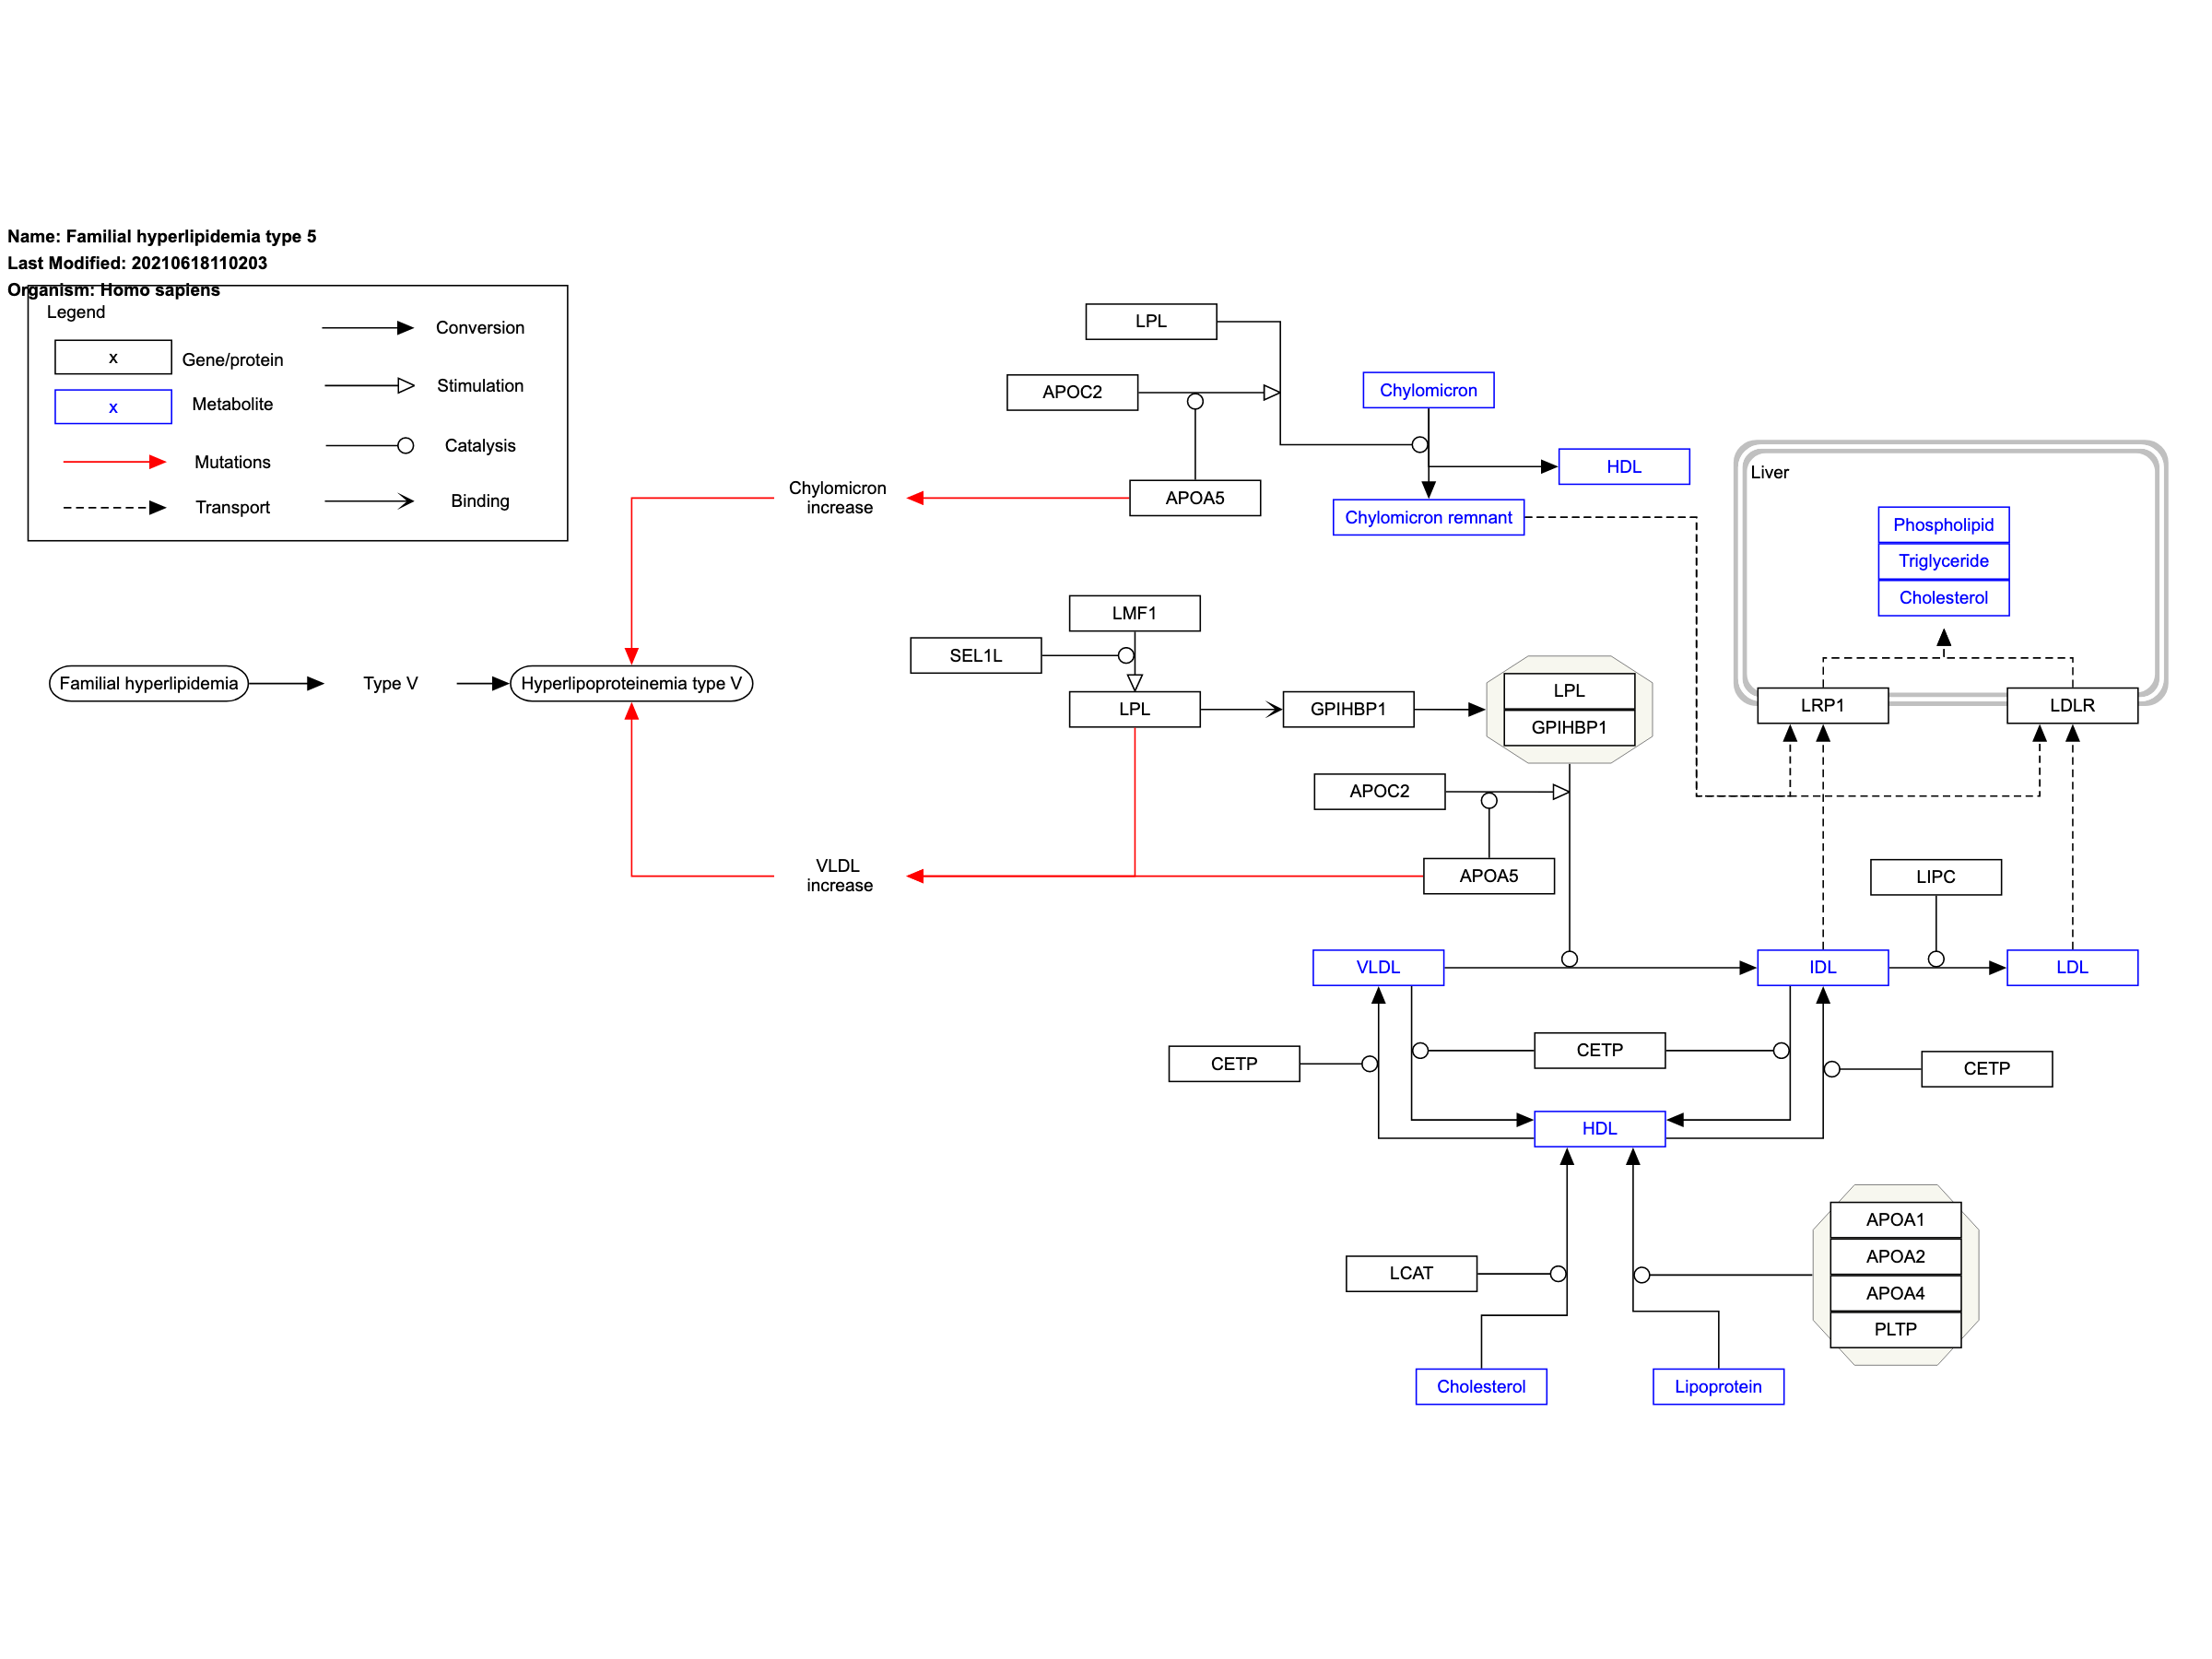 Name: Familial hyperlipidemia type 5
Last Modified: 20210618110203
Organism: Homo sapiens
Legend
x
Gene/protein
x
Metabolite
Mutations
Transport
Conversion
Stimulation
Catalysis
Binding
LPL
APOC2
APOA5
Chylomicron
HDL
Chylomicron remnant
Chylomicron
increase
Liver
Phospholipid
Triglyceride
Cholesterol
LRP1
LDLR
LMF1
SEL1L
LPL
GPIHBP1
LPL
GPIHBP1
Familial hyperlipidemia
Type V
Hyperlipoproteinemia type V
APOC2
APOA5
VLDL
increase
LIPC
VLDL
IDL
LDL
CETP
CETP
CETP
HDL
LCAT
APOA1
APOA2
APOA4
PLTP
Cholesterol
Lipoprotein